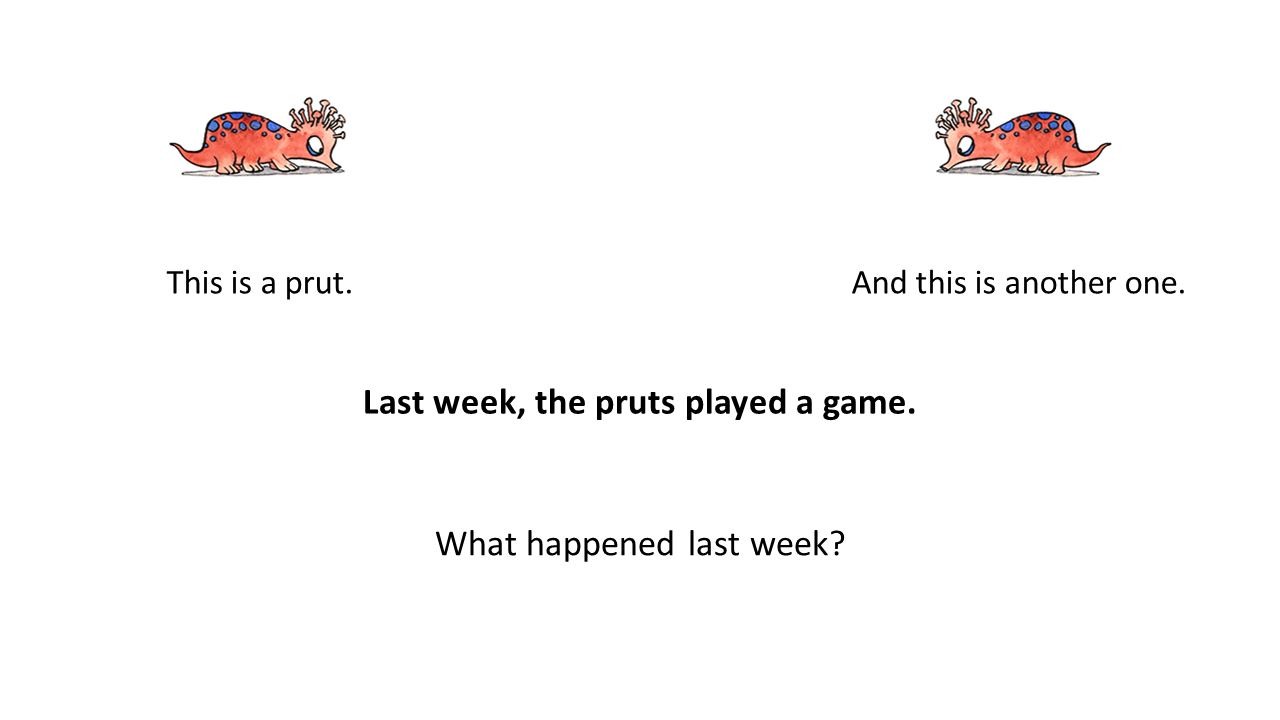 This is a prut.
And this is another one.
Last week, the pruts played a game.
What happened last week?